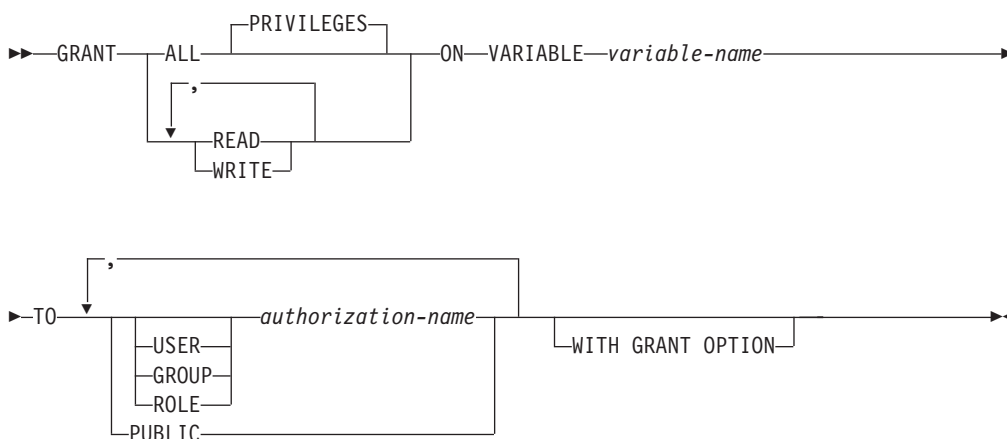 PRIVILEGES
GRANT ALL ON VARIABLE variable-name
,
READ
WRITE
,
TO authorization-name
USER WITH GRANT OPTION
GROUP
ROLE
PUBLIC